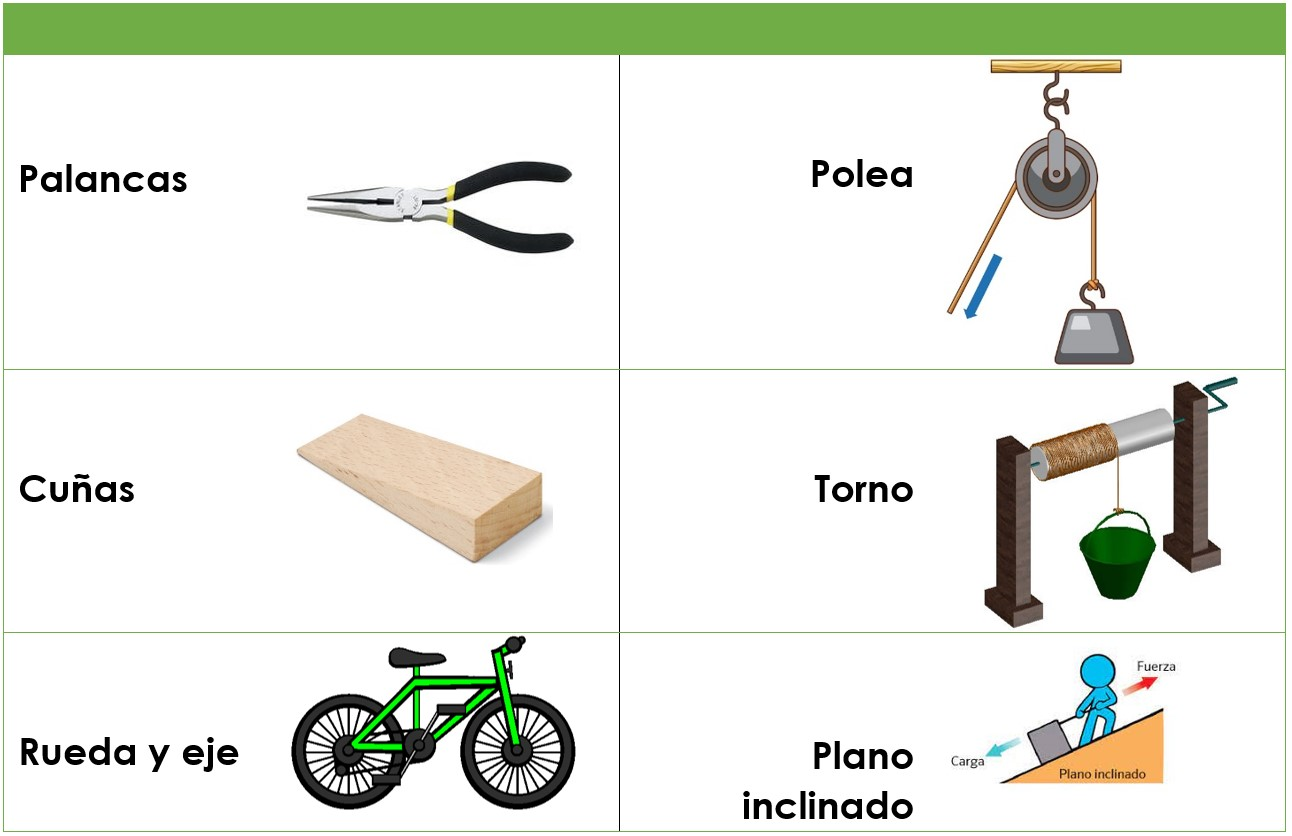 Palancas
Polea
Cuñas
Torno
Rueda y eje
Plano
inclinado
Fuerza
Carga
Plano inclinado